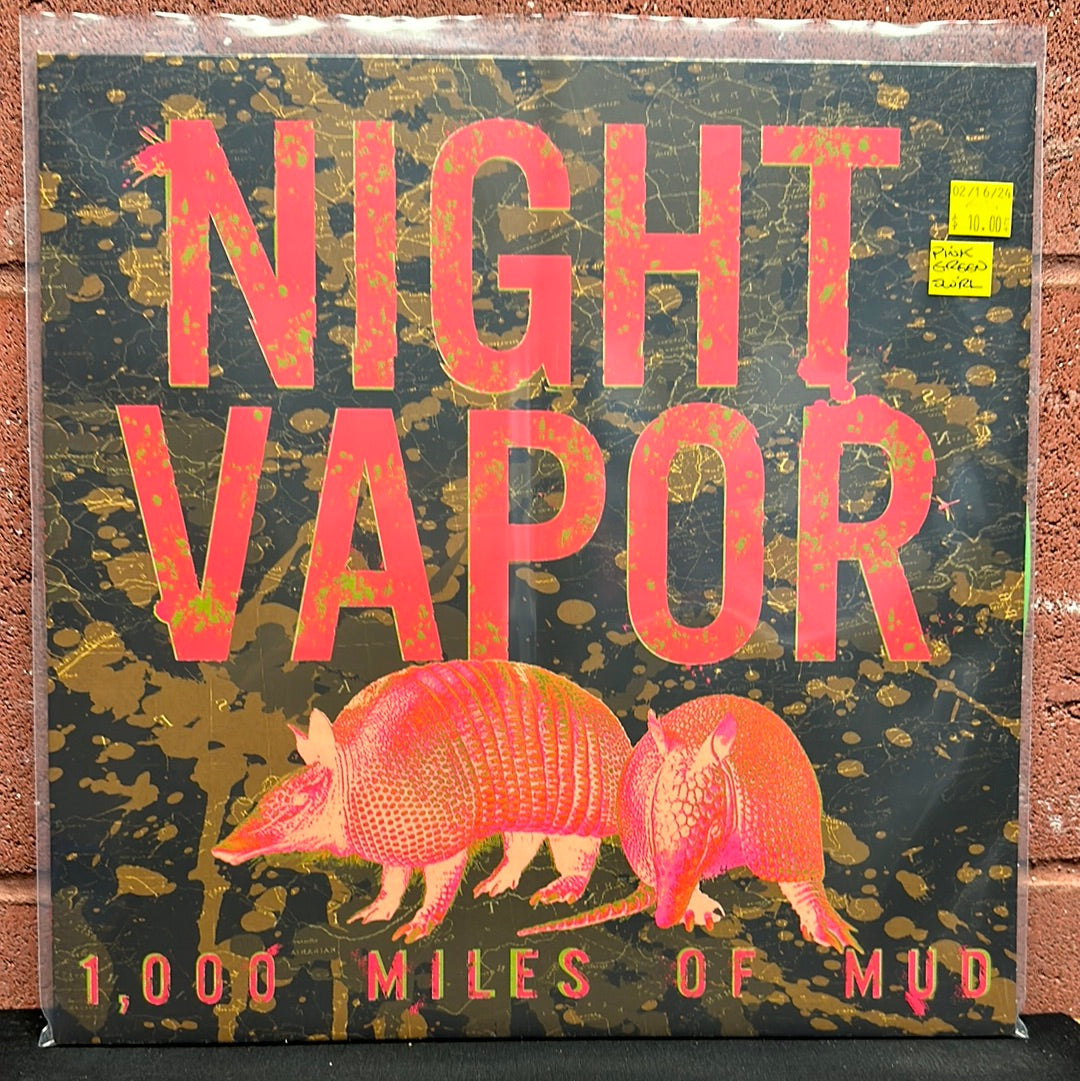 NIGHT
VAPOR
02/16/24
$ 10.00
PINK
GREEN
SWIRL
1,000 MILES OF MUD